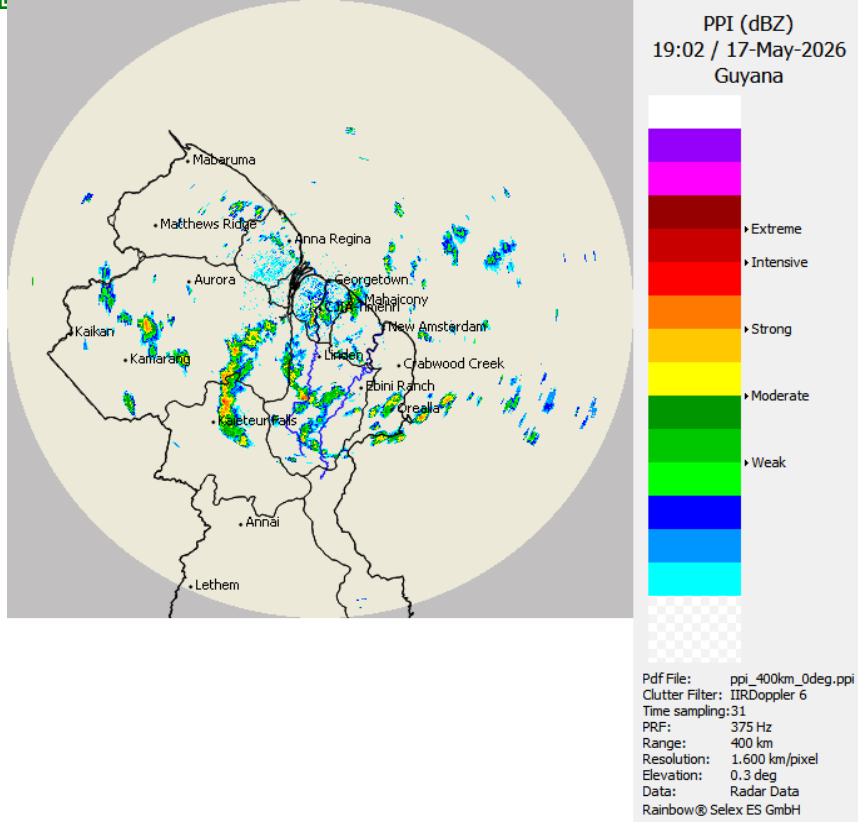 PPI (dBZ)
19:02 / 17-May-2026
Guyana
Mabaruma
Matthews Ridge
Anna Regina
Aurora
Georgetown
Mahaicony
CJIA-Timehri
New Amsterdam
Kaikan
Kamarang
Linden
Crabwood Creek
Ebini Ranch
Orealla
Kaieteur Falls
Annai
Lethem
Extreme
Intensive
Strong
Moderate
Weak
Pdf File: ppi_400km_0deg.ppi
Clutter Filter: IIRDoppler 6
Time sampling:31
PRF: 375 Hz
Range: 400 km
Resolution: 1.600 km/pixel
Elevation: 0.3 deg
Data: Radar Data
Rainbow® Selex ES GmbH